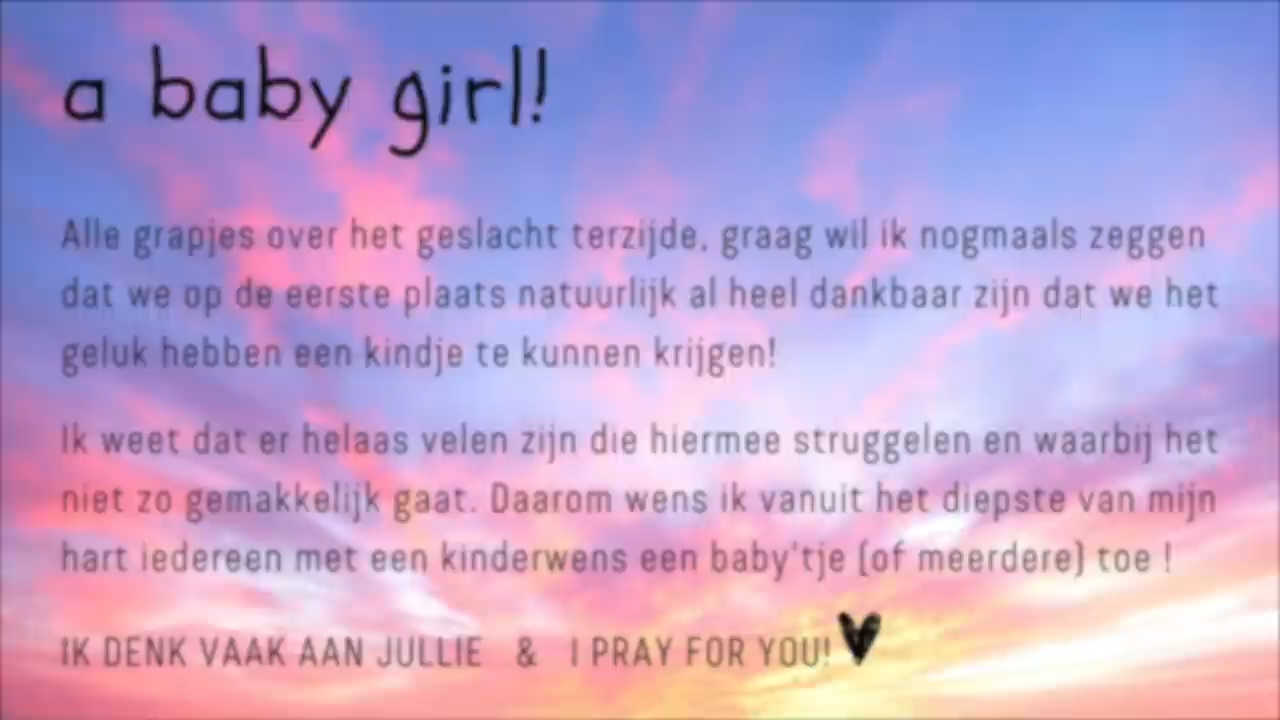 a baby girl!
Alle grapjes over het geslacht terzijde, graag wil ik nogmaals zeggen
dat we op de eerste plaats natuurlijk al heel dankbaar zijn dat we het
geluk hebben een kindje te kunnen krijgen!
Ik weet dat er helaas velen zijn die hiermee struggelen en waarbij het
niet zo gemakkelijk gaat. Daarom wens ik vanuit het diepste van mijn
hart iedereen met een kinderwens een baby'tje (of meerdere) toe !
IK DENK VAAK AAN JULLIE & I PRAY FOR YOU!